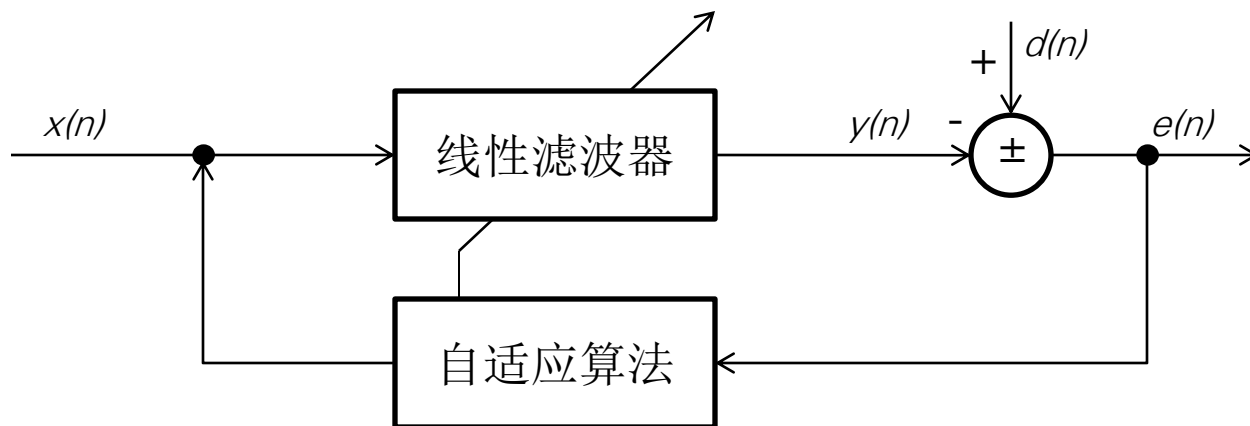 d(n)
+
x(n)
线性滤波器
y(n)
-
±
e(n)
自适应算法